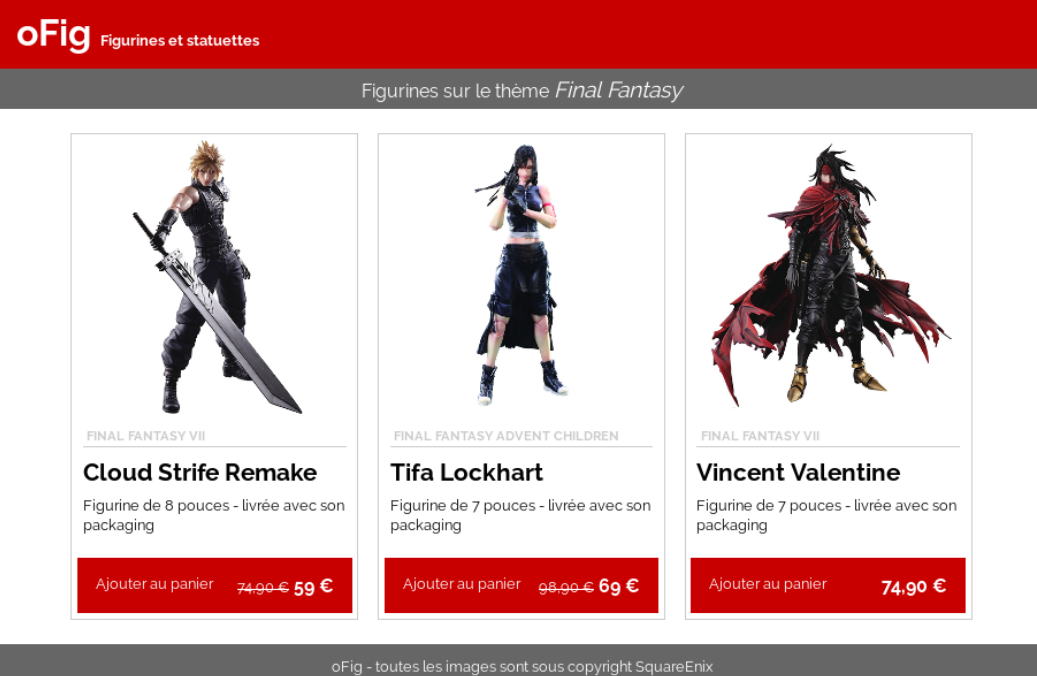 oFig Figurines et statuettes
Figurines sur le thème Final Fantasy
FINAL FANTASY VII
Cloud Strife Remake
Figurine de 8 pouces - livrée avec son
packaging
Ajouter au panier 74,90 € 59 €
FINAL FANTASY ADVENT CHILDREN
Tifa Lockhart
Figurine de 7 pouces - livrée avec son
packaging
Ajouter au panier 98,90 € 69 €
FINAL FANTASY VII
Vincent Valentine
Figurine de 7 pouces - livrée avec son
packaging
Ajouter au panier 74,90 €
oFig - toutes les images sont sous copyright SquareEnix